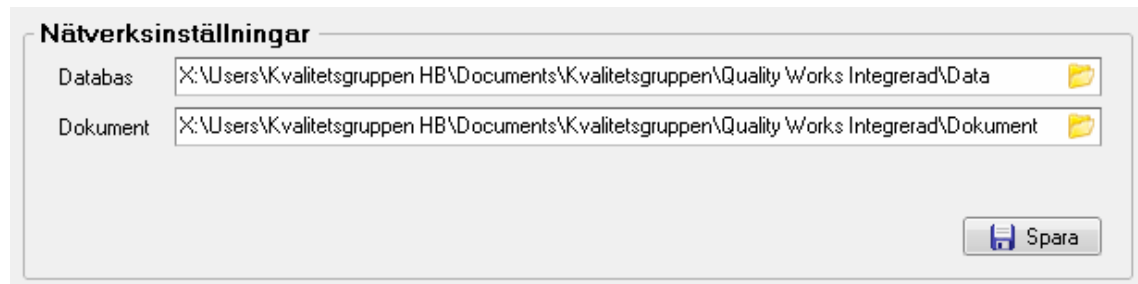 Nätverksinställningar
Databas X:\Users\Kvalitetsgruppen HB\Documents\Kvalitetsgruppen\Quality Works Integrerad\Data
Dokument X:\Users\Kvalitetsgruppen HB\Documents\Kvalitetsgruppen\Quality Works Integrerad\Dokument
Spara